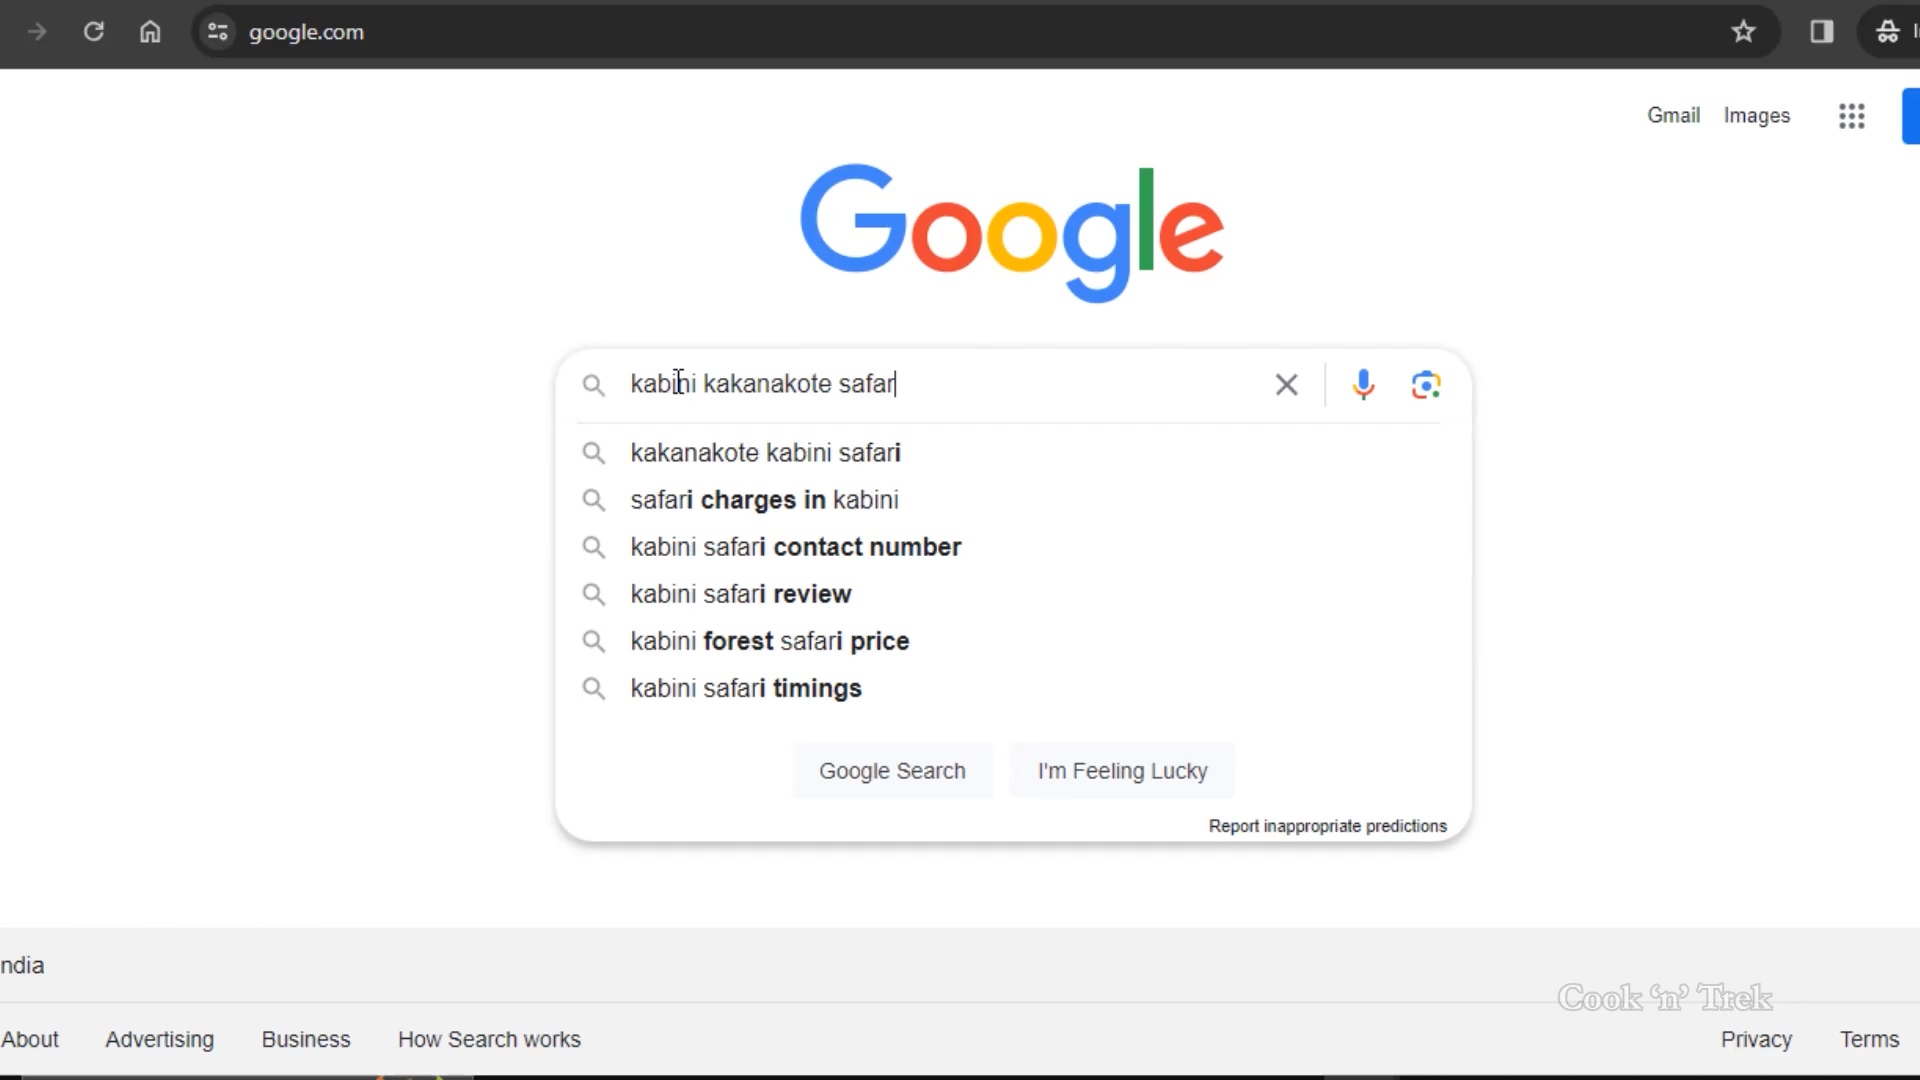 google.com
Gmail Images
Google
kabini kakanakote safar
kakanakote kabini safari
safari charges in kabini
kabini safari contact number
kabini safari review
kabini forest safari price
kabini safari timings
Google Search I'm Feeling Lucky
Report inappropriate predictions
ndia
Cook ‘n’ Trek
About Advertising Business How Search works Privacy Terms